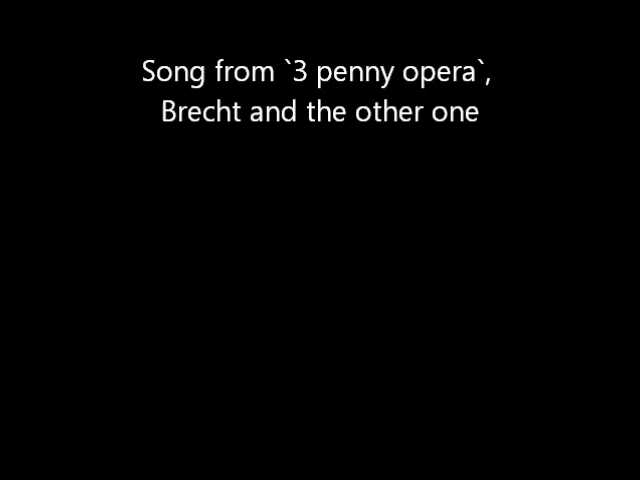 Song from `3 penny opera`,
Brecht and the other one